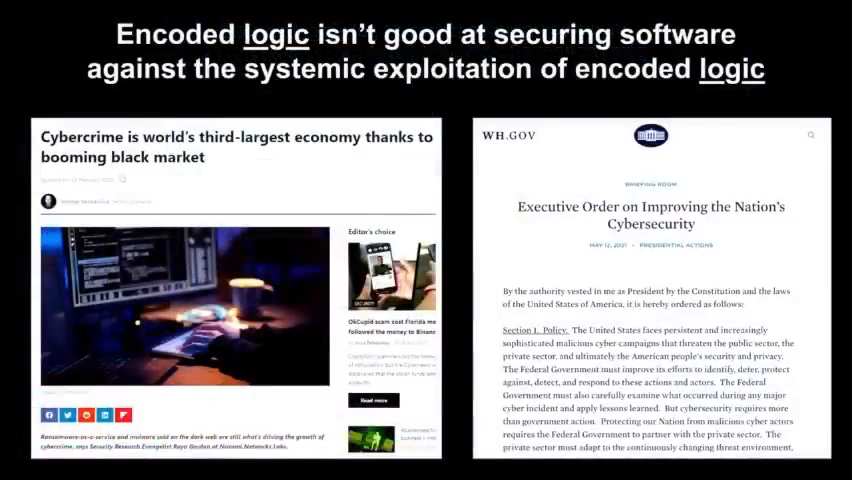 Encoded logic isn't good at securing software
against the systemic exploitation of encoded logic
Cybercrime is world's third-largest economy thanks to
booming black market
Editor's choice
SECURITY
OkCupid scam cost Florida ma
followed the money to Binanc
Read more
Ransomware-as-a-service and malware sold on the dark web are still what's driving the growth of
cybercrime, says Security Research Evangelist Roya Gordon at Nozomi Networks Labs.
WH.GOV
BRIEFING ROOM
Executive Order on Improving the Nation's
Cybersecurity
MAY 12, 2021 • PRESIDENTIAL ACTIONS
By the authority vested in me as President by the Constitution and the laws
of the United States of America, it is hereby ordered as follows:
Section 1. Policy. The United States faces persistent and increasingly
sophisticated malicious cyber campaigns that threaten the public sector, the
private sector, and ultimately the American people's security and privacy.
The Federal Government must improve its efforts to identify, deter, protect
against, detect, and respond to these actions and actors. The Federal
Government must also carefully examine what occurred during any major
cyber incident and apply lessons learned. But cybersecurity requires more
than government action. Protecting our Nation from malicious cyber actors
requires the Federal Government to partner with the private sector. The
private sector must adapt to the continuously changing threat environment,